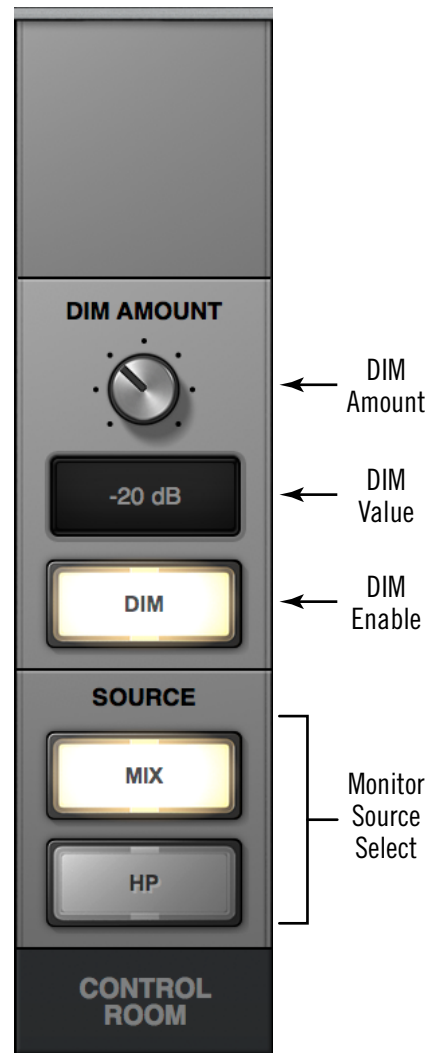 DIM AMOUNT
DIM
Amount
-20 dB
DIM
Value
DIM
DIM
Enable
SOURCE
MIX
HP
Monitor
Source
Select
CONTROL
ROOM